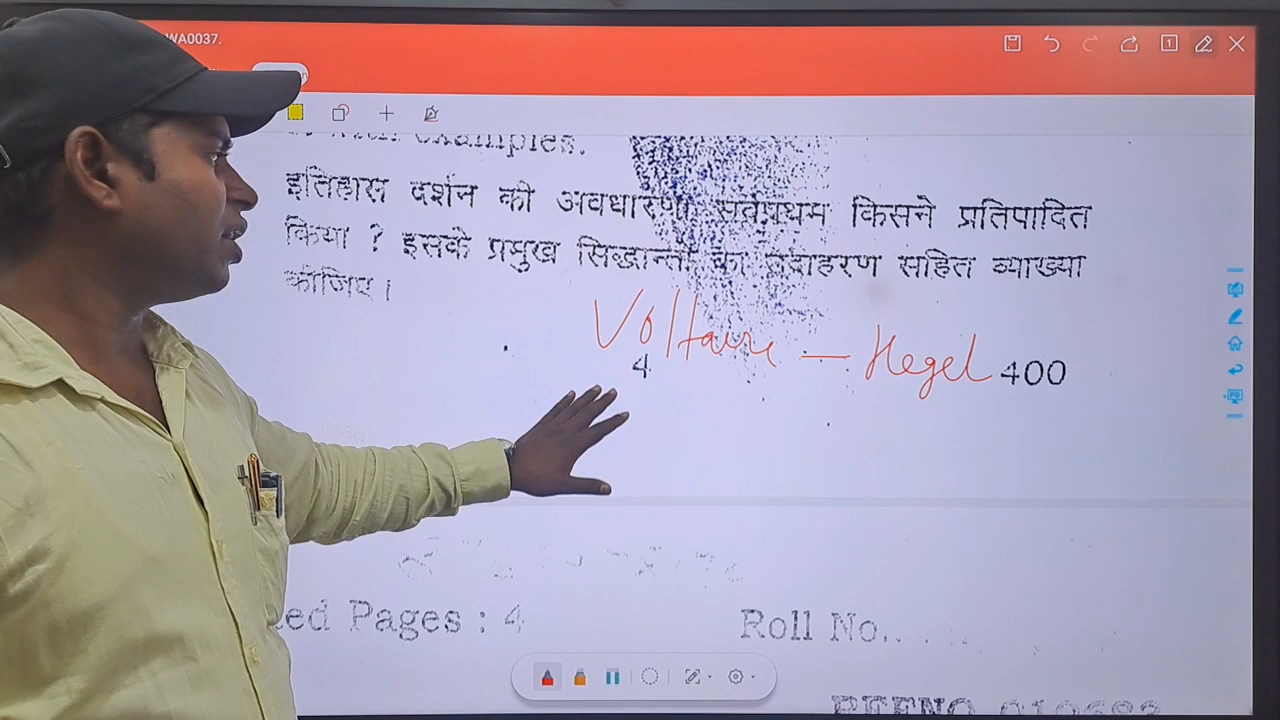 WA0037.
with examples.
इतिहास दर्शन की अवधारणा सर्वप्रथम किसने प्रतिपादित
किया ? इसके प्रमुख सिद्धान्तों का उदाहरण सहित व्याख्या
कीजिए।
Voltaire — Hegel
4 400
ed Pages : 4 Roll No..